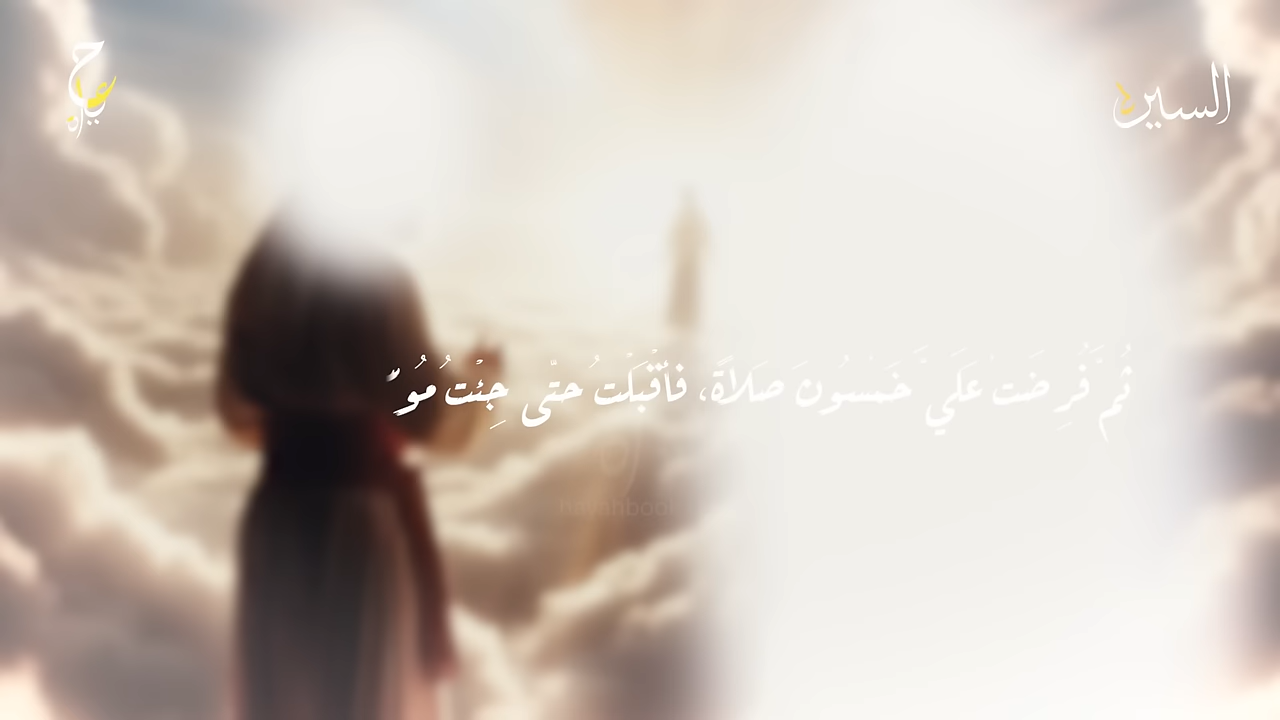 السيرة
ثُمَّ فُرِضَتْ عَلَيَّ خَمْسُونَ صَلَاةً، فَأَقْبَلْتُ حَتَّى جِئْتُ مُو